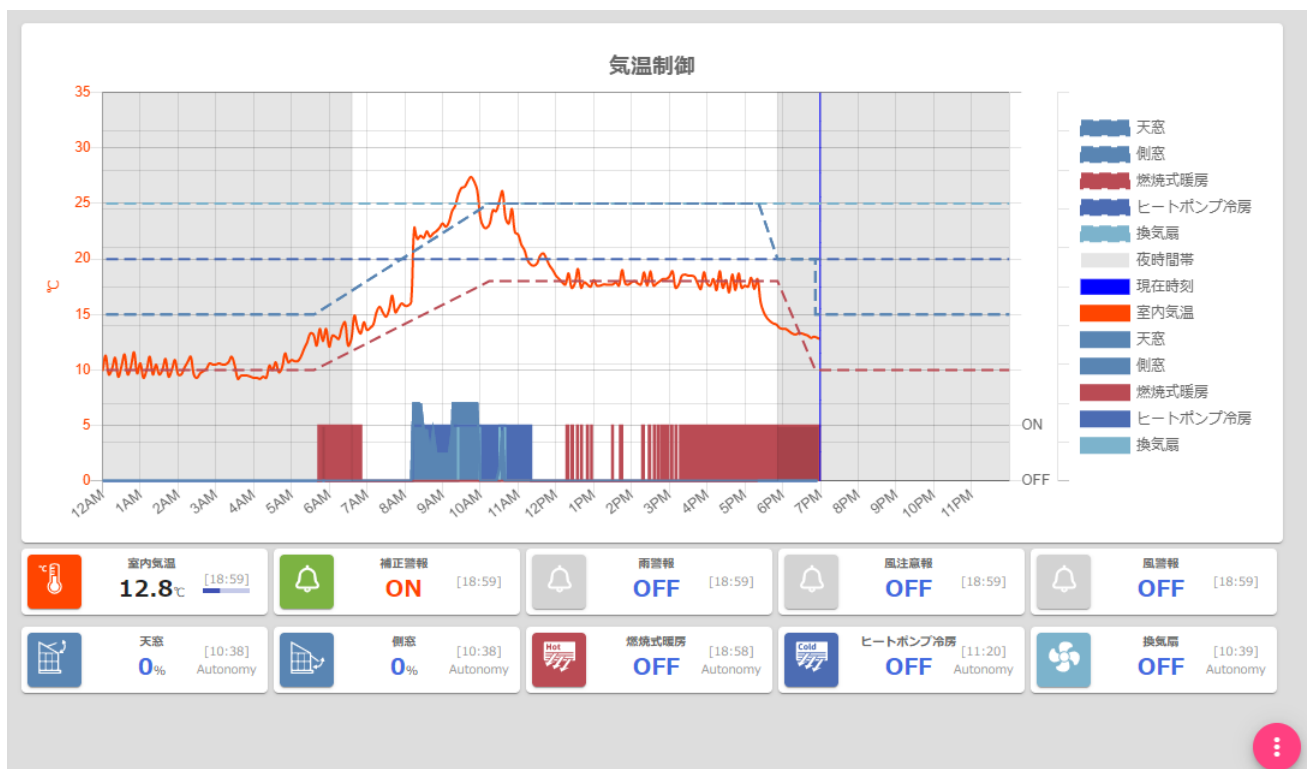 気温制御
35
30
25
20
15
10
5
0
℃
ON
OFF
12AM
1AM
2AM
3AM
4AM
5AM
6AM
7AM
8AM
9AM
10AM
11AM
12PM
1PM
2PM
3PM
4PM
5PM
6PM
7PM
8PM
9PM
10PM
11PM
天窓
側窓
燃焼式暖房
ヒートポンプ冷房
換気扇
夜時間帯
現在時刻
室内気温
天窓
側窓
燃焼式暖房
ヒートポンプ冷房
換気扇
℃
室内気温
12.8℃
[18:59]
補正警報
ON
[18:59]
雨警報
OFF
[18:59]
風注意報
OFF
[18:59]
風警報
OFF
[18:59]
天窓
0%
[10:38]
Autonomy
側窓
0%
[10:38]
Autonomy
Hot
燃焼式暖房
OFF
[18:58]
Autonomy
Cold
ヒートポンプ冷房
OFF
[11:20]
Autonomy
換気扇
OFF
[10:39]
Autonomy